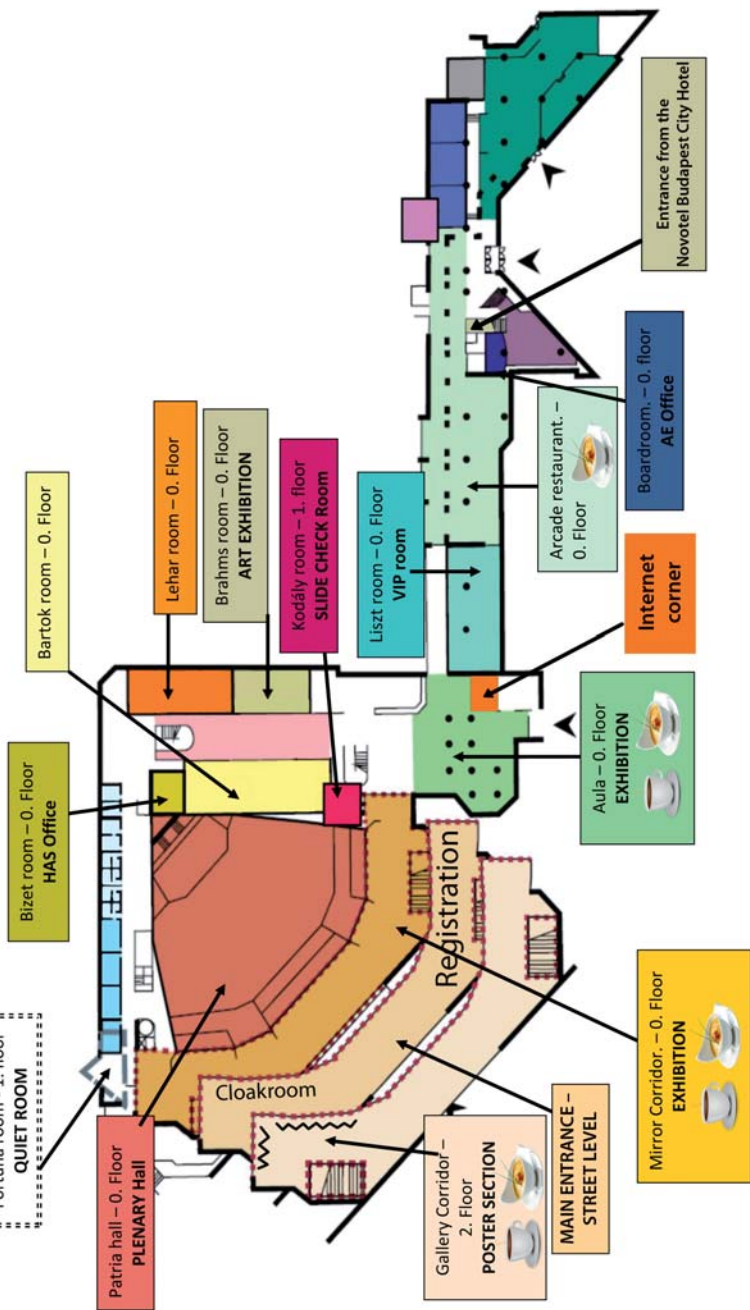 Fortuna room - 1. floor
QUIET ROOM
Patria hall – 0. Floor
PLENARY Hall
Bizet room – 0. Floor
HAS Office
Bartok room – 0. Floor
Lehar room – 0. Floor
Brahms room – 0. Floor
ART EXHIBITION
Kodály room – 1. floor
SLIDE CHECK Room
Liszt room – 0. Floor
VIP room
Cloakroom
Registration
Gallery Corridor –
2. Floor
POSTER SECTION
MAIN ENTRANCE –
STREET LEVEL
Mirror Corridor. – 0. Floor
EXHIBITION
Aula – 0. Floor
EXHIBITION
Internet
corner
Arcade restaurant. –
0. Floor
Boardroom. – 0. floor
AE Office
Entrance from the
Novotel Budapest City Hotel